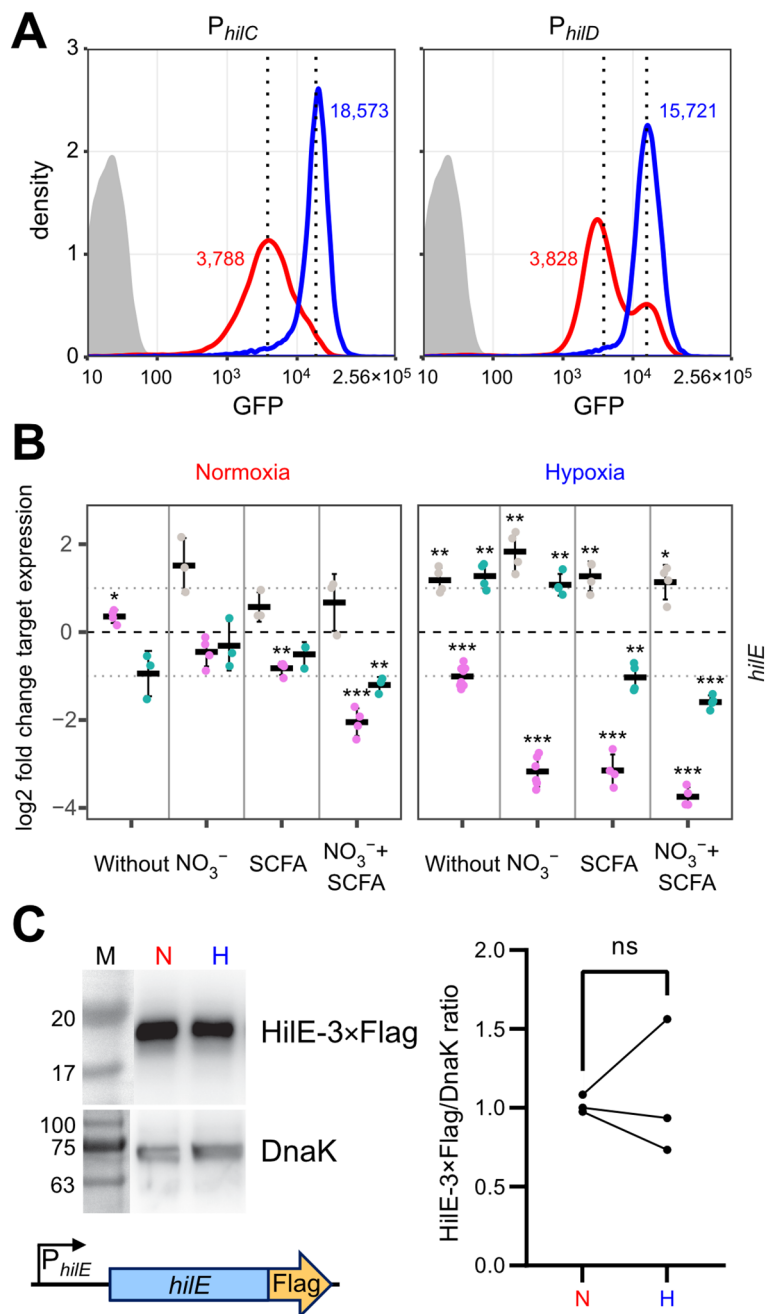 A
P hilC
P hilD
3
2
1
0
density
18,573
3,788
15,721
3,828
10 100 10³ 10⁴ 2.56×10⁵
10 100 10³ 10⁴ 2.56×10⁵
GFP
GFP
B
Normoxia
Hypoxia
log2 fold change target expression
2
0
−2
−4
*
**
***
**
**
**
**
**
**
*
***
***
**
***
***
***
hilE
Without NO₃⁻ SCFA NO₃⁻+
SCFA
Without NO₃⁻ SCFA NO₃⁻+
SCFA
C
M N H
20
17
HilE-3×Flag
100
75
63
DnaK
P hilE
hilE
Flag
HilE-3×Flag/DnaK ratio
2.0
1.5
1.0
0.5
0.0
ns
N H